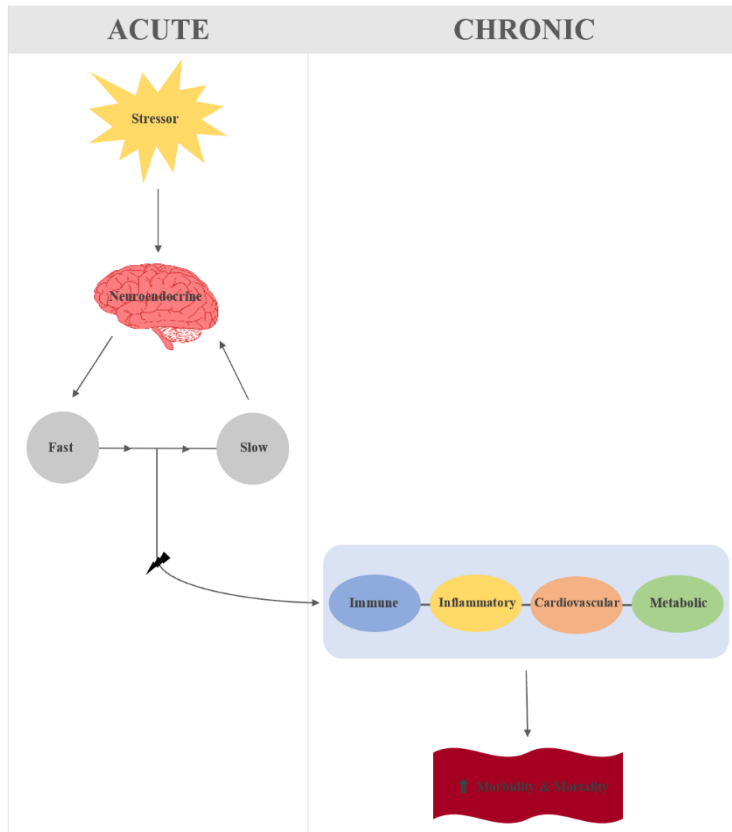 ACUTE
CHRONIC
Stressor
Neuroendocrine
Fast
Slow
Immune
Inflammatory
Cardiovascular
Metabolic
⬆ Morbidity & Mortality